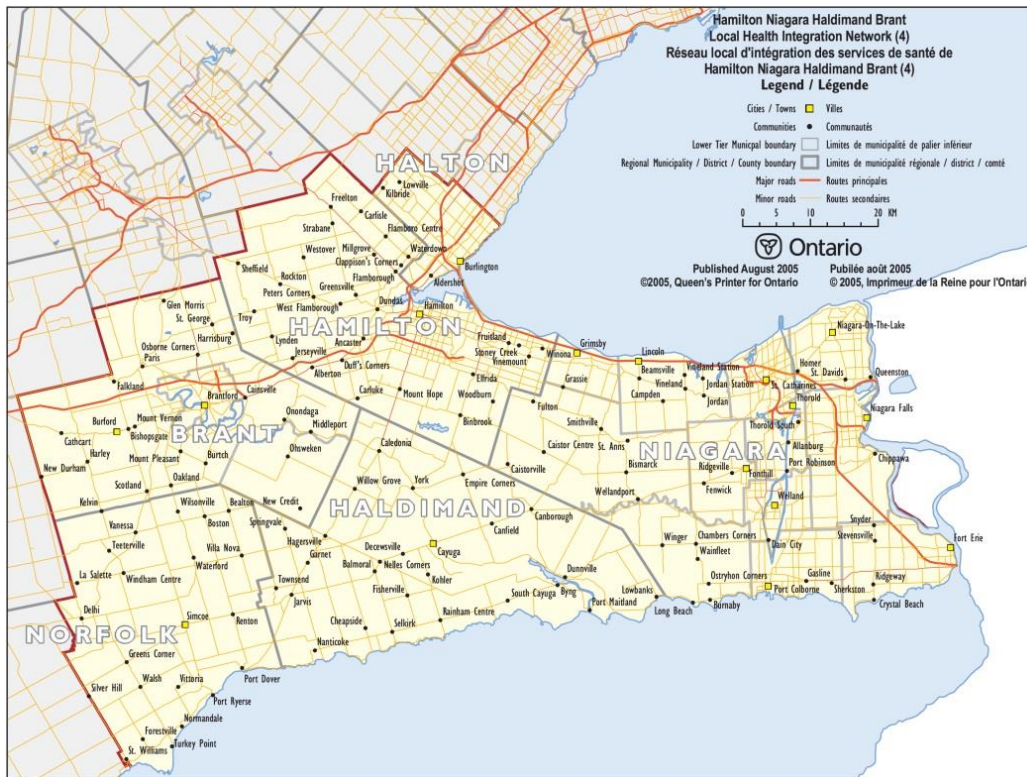 Hamilton Niagara Haldimand Brant
Local Health Integration Network (4)
Réseau local d'intégration des services de santé de
Hamilton Niagara Haldimand Brant (4)
Legend / Légende
Cities / Towns Villes
Communities Communautés
Lower Tier Municpal boundary Limites de municipalité de palier inférieur
Regional Municipality / District / County boundary Limites de municipalité régionale / district / comté
Major roads Routes principales
Minor roads Routes secondaires
0 5 10 20 KM
Ontario
Published August 2005 Publiée août 2005
©2005, Queen's Printer for Ontario © 2005, Imprimeur de la Reine pour l'Ontario
HALTON
Lowville
Kilbride
Freelton
Carlisle
Strabane
Flamboro Centre
Westover
Millgrove
Waterdown
Clappison's Corners
Burlington
Sheffield
Rockton
Flamborough
Aldershot
Greensville
Peters Corners
Glen Morris
West Flamborough
Dundas
Hamilton
St. George
Troy
HAMILTON
Niagara-On-The-Lake
Harrisburg
Lynden
Ancaster
Fruitland
Grimsby
Osborne Corners
Stoney Creek
Winona
Lincoln
Homer
Paris
Jerseyville
Vinemount
Beamsville
Vineland Station
St. Davids
Queenston
Duff's Corners
Alberton
Elfrida
Grassie
Vineland
Jordan Station
St. Catharines
Falkland
Cainsville
Carluke
Mount Hope
Woodburn
Campden
Jordan
Thorold
Brantford
Onondaga
Fulton
Niagara Falls
Burford
Mount Vernon
Middleport
Binbrook
Smithville
Thorold South
Cathcart
Bishopsgate
BRANT
Caledonia
St. Anns
Allanburg
Harley
Mount Pleasant
Burtch
Ohsweken
Caistor Centre
NIAGARA
Chippawa
New Durham
Caistorville
Bismarck
Ridgeville
Fonthill
Port Robinson
Scotland
Oakland
Willow Grove
York
Empire Corners
Fenwick
Wellandport
Welland
Kelvin
Wilsonville
Bealton
New Credit
HALDIMAND
Canborough
Vanessa
Boston
Springvale
Canfield
Snyder
Teeterville
Hagersville
Decewsville
Cayuga
Winger
Chambers Corners
Dain City
Stevensville
Fort Erie
Villa Nova
Garnet
Balmoral
Nelles Corners
Wainfleet
Waterford
La Salette
Windham Centre
Townsend
Kohler
Dunnville
Ostryhon Corners
Gasline
Ridgeway
Fisherville
Lowbanks
Port Colborne
Sherkston
Jarvis
South Cayuga
Byng
Delhi
Simcoe
Rainham Centre
Port Maitland
Long Beach
Burnaby
Crystal Beach
NORFOLK
Renton
Cheapside
Selkirk
Nanticoke
Greens Corner
Port Dover
Silver Hill
Walsh
Vittoria
Port Ryerse
Normandale
Forestville
Turkey Point
St. Williams